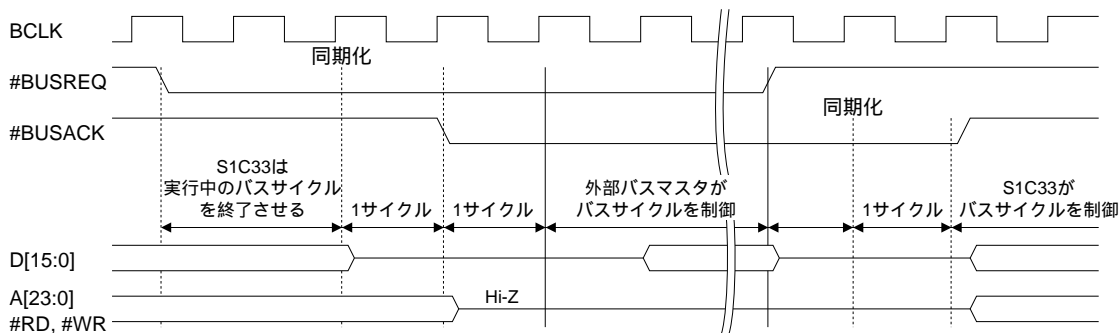 BCLK
同期化
#BUSREQ
同期化
#BUSACK
S1C33は
実行中のバスサイクル
を終了させる
1サイクル
1サイクル
外部バスマスタが
バスサイクルを制御
1サイクル
S1C33が
バスサイクルを制御
D[15:0]
A[23:0]
Hi-Z
#RD, #WR